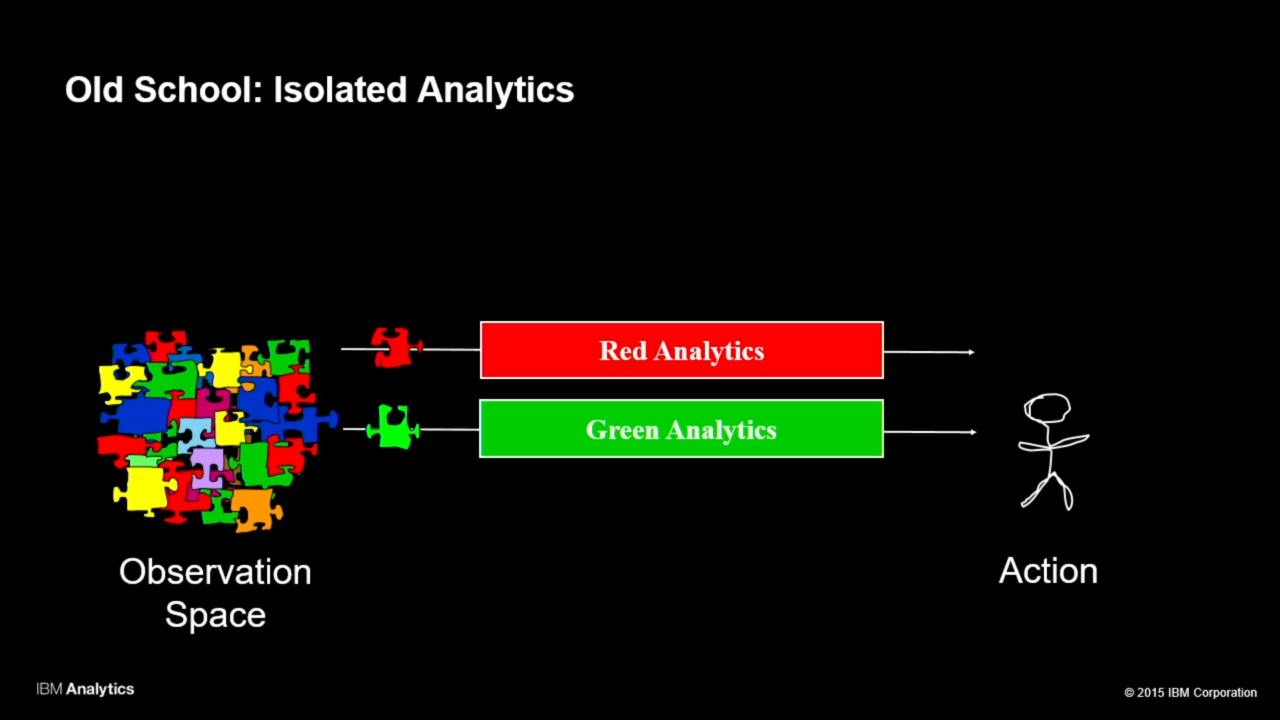 Old School: Isolated Analytics
Red Analytics
Green Analytics
Observation
Space
Action
IBM Analytics
© 2015 IBM Corporation